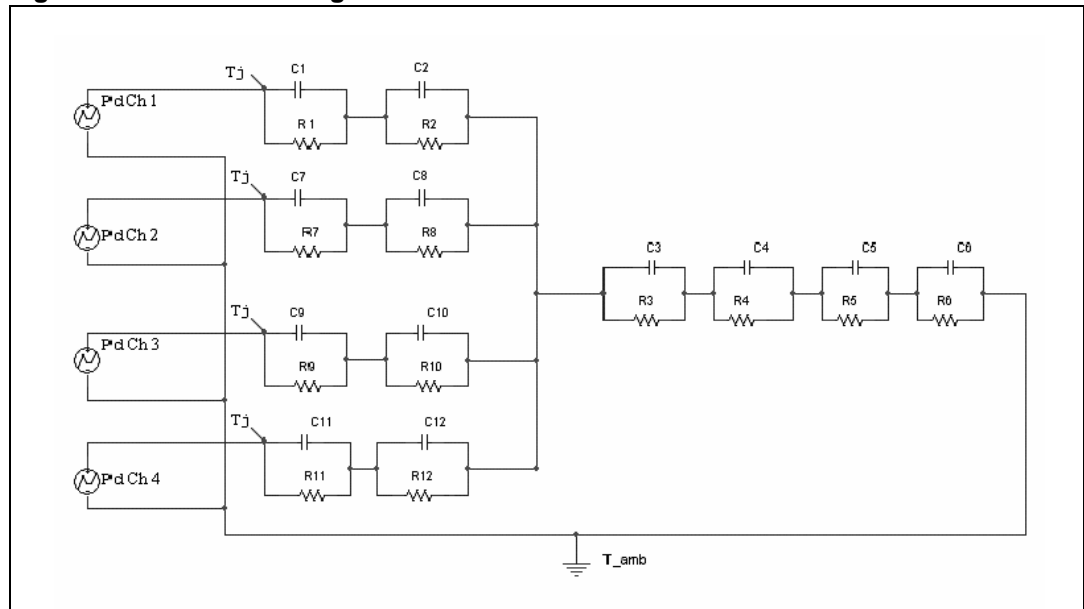 Tj
C1
C2
PdCh1
R1
R2
Tj
C7
C8
PdCh2
R7
R8
C3
C4
C5
C6
R3
R4
R5
R6
Tj
C9
C10
PdCh3
R9
R10
Tj
C11
C12
PdCh4
R11
R12
T_amb